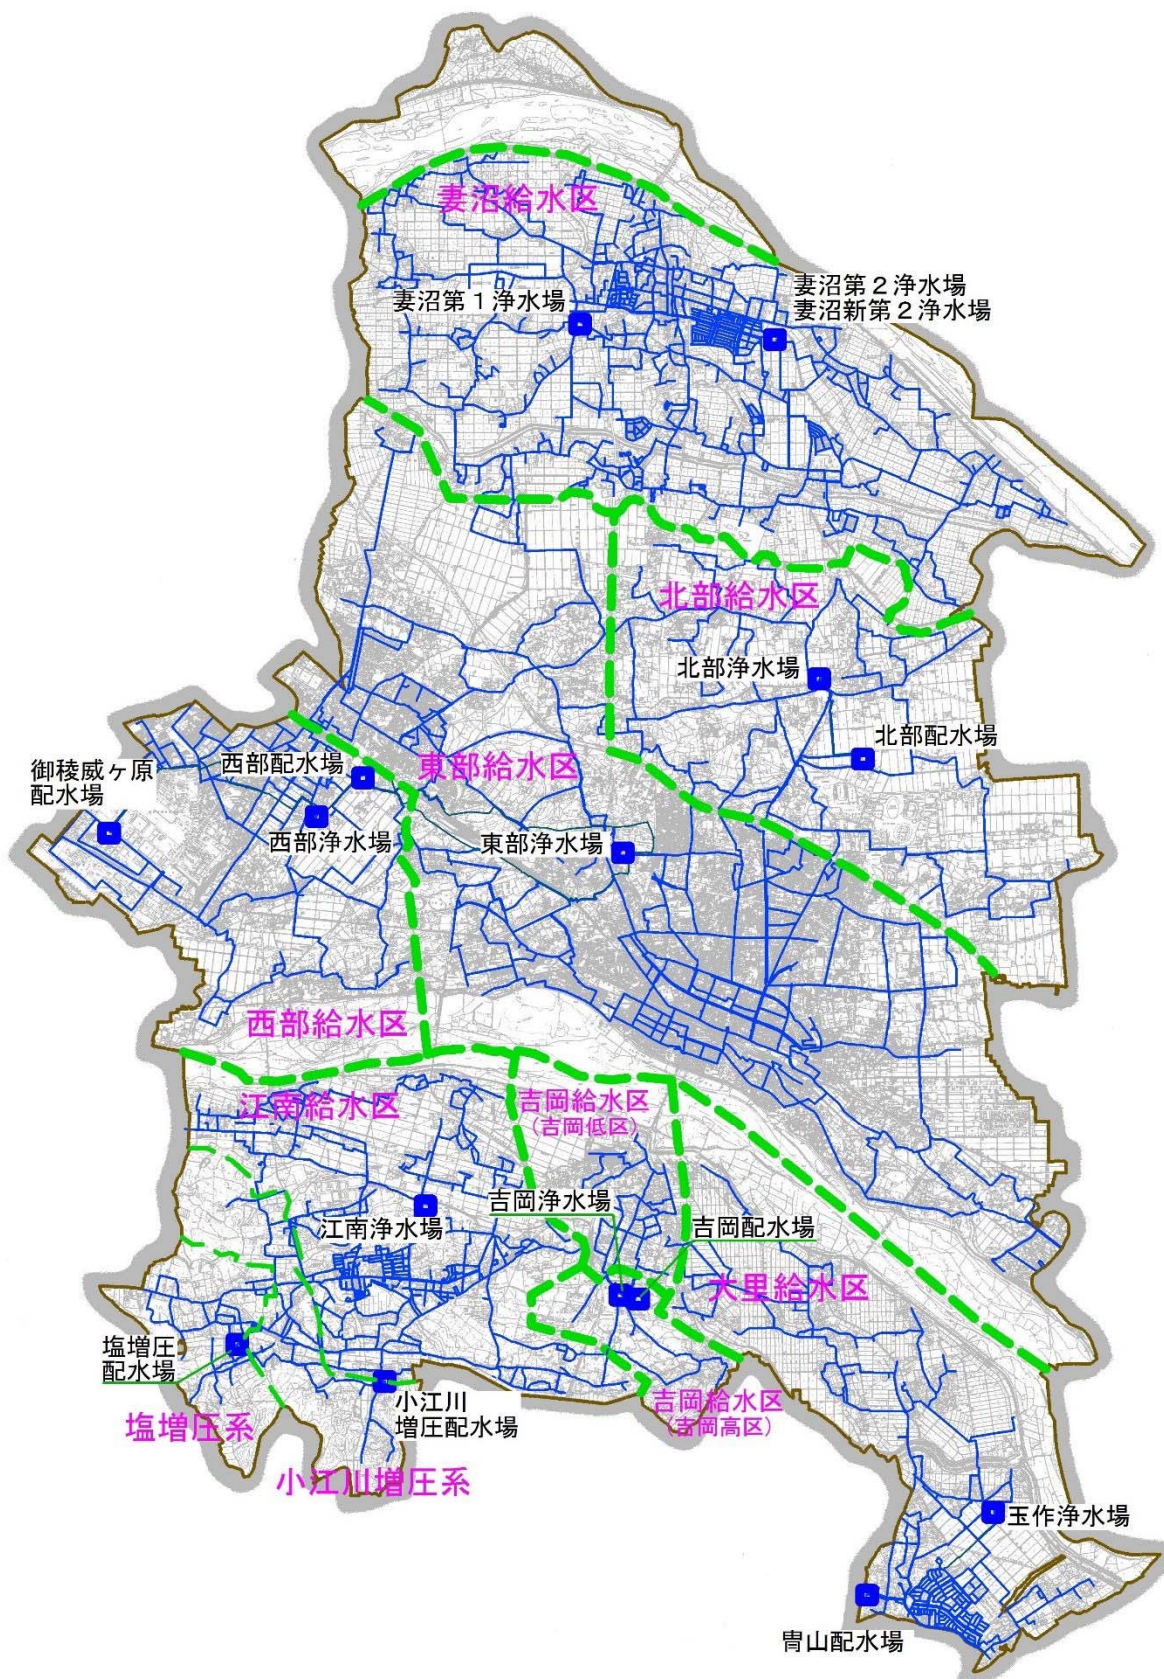 妻沼給水区
妻沼第２浄水場
妻沼新第２浄水場
妻沼第１浄水場
北部給水区
北部浄水場
北部配水場
御稜威ヶ原
配水場
西部配水場
東部給水区
西部浄水場
東部浄水場
西部給水区
江南給水区
吉岡給水区
(吉岡低区)
吉岡浄水場
吉岡配水場
江南浄水場
大里給水区
塩増圧
配水場
小江川
増圧配水場
吉岡給水区
(吉岡高区)
塩増圧系
小江川増圧系
玉作浄水場
冑山配水場